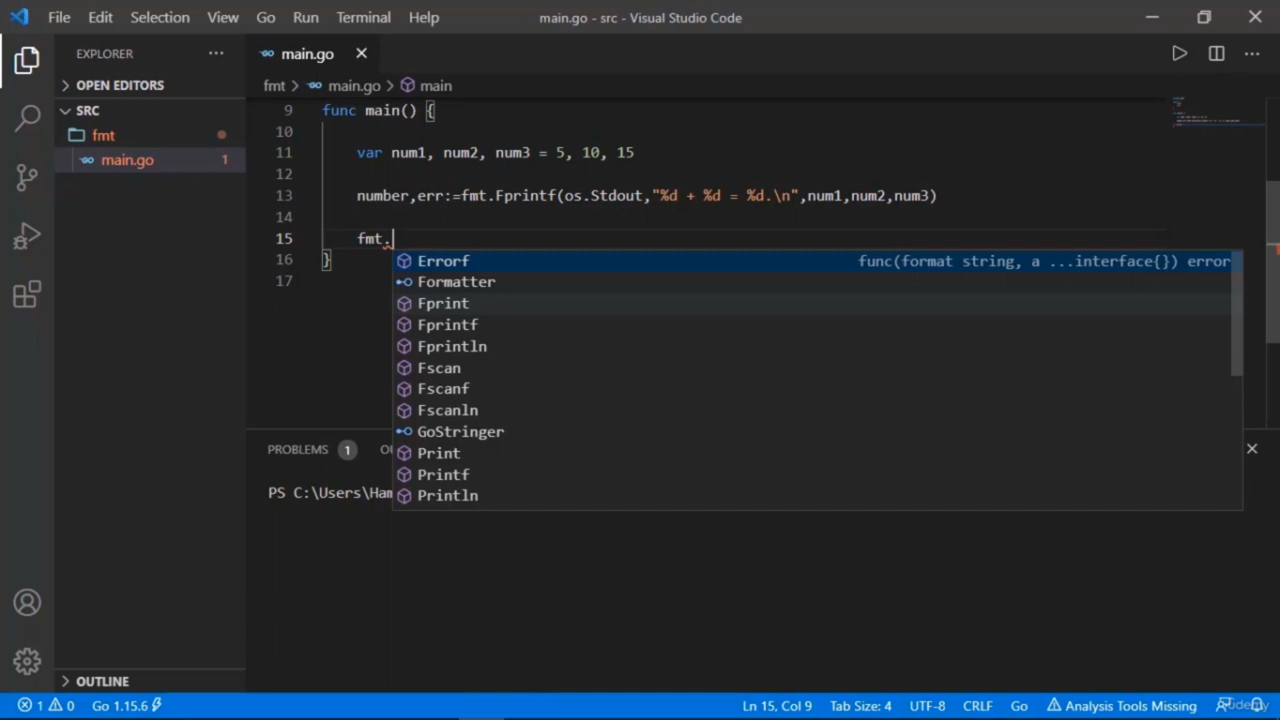 File Edit Selection View Go Run Terminal Help main.go - src - Visual Studio Code
EXPLORER ···
main.go
OPEN EDITORS
fmt > main.go > main
SRC
fmt
main.go 1
9 func main() {
10
11 var num1, num2, num3 = 5, 10, 15
12
13 number,err:=fmt.Fprintf(os.Stdout,"%d + %d = %d.\n",num1,num2,num3)
14
15 fmt.
16 }
17
Errorf func(format string, a ...interface{}) error
Formatter
Fprint
Fprintf
Fprintln
Fscan
Fscanf
Fscanln
GoStringer
Print
Printf
Println
PROBLEMS 1 OU
PS C:\Users\Ham
OUTLINE
1 0 Go 1.15.6 Ln 15, Col 9 Tab Size: 4 UTF-8 CRLF Go Analysis Tools Missing